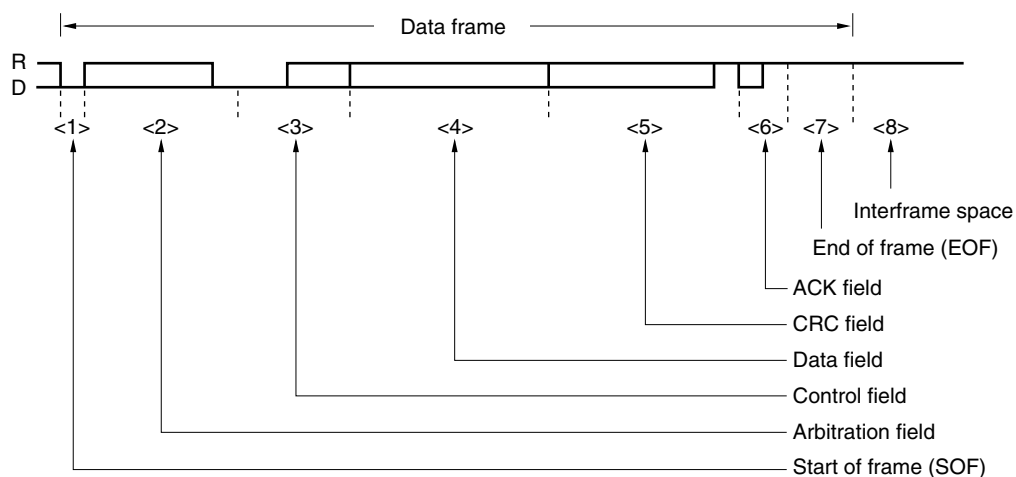 Data frame
R
D
<1> <2> <3> <4> <5> <6> <7> <8>
Interframe space
End of frame (EOF)
ACK field
CRC field
Data field
Control field
Arbitration field
Start of frame (SOF)